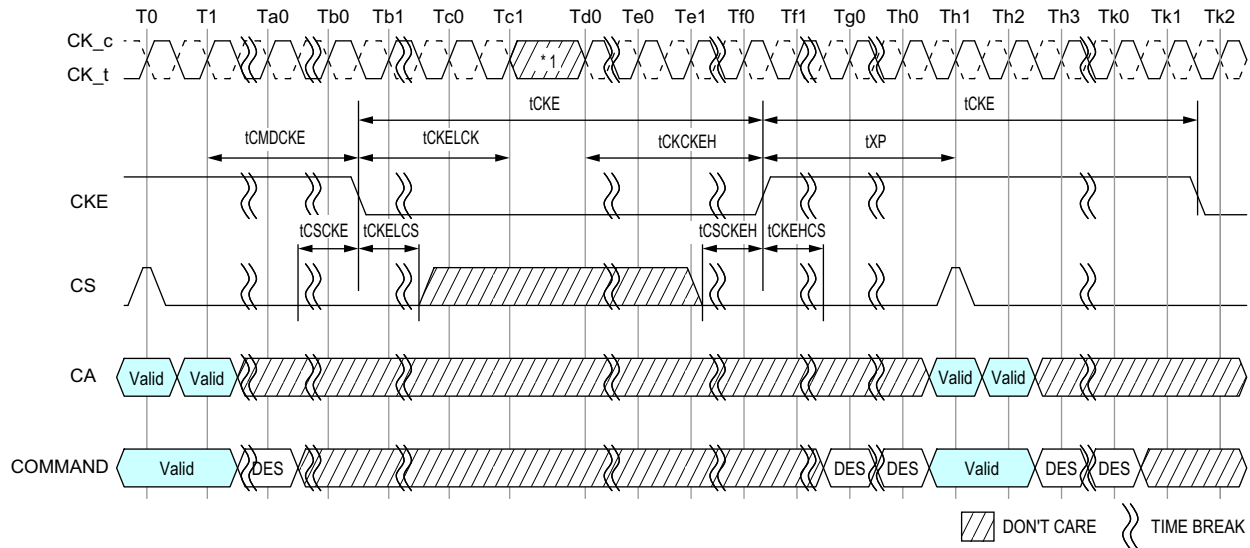 T0 T1 Ta0 Tb0 Tb1 Tc0 Tc1 Td0 Te0 Te1 Tf0 Tf1 Tg0 Th0 Th1 Th2 Th3 Tk0 Tk1 Tk2
CK_c
CK_t
*1
tCKE tCKE
tCMDCKE tCKELCK tCKCKEH tXP
CKE
tCSCKE tCKELCS tCSCKEH tCKEHCS
CS
CA Valid Valid Valid Valid
COMMAND Valid DES DES DES Valid DES DES
DON'T CARE TIME BREAK